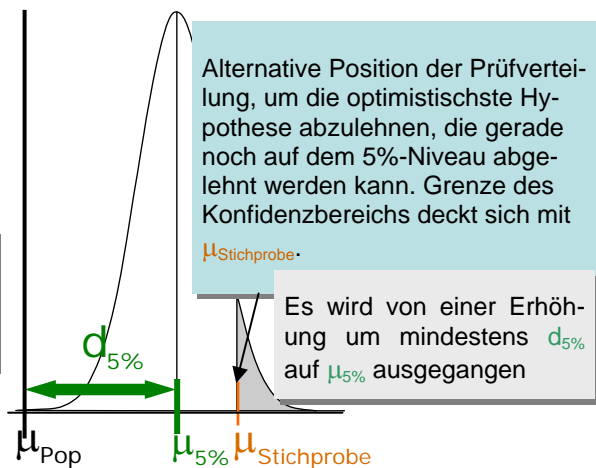 Alternative Position der Prüfvertei-
lung, um die optimistischste Hy-
pothese abzulehnen, die gerade
noch auf dem 5%-Niveau abge-
lehnt werden kann. Grenze des
Konfidenzbereichs deckt sich mit
μStichprobe.
Es wird von einer Erhöh-
ung um mindestens d5%
auf μ5% ausgegangen
d5%
μPop μ5% μStichprobe